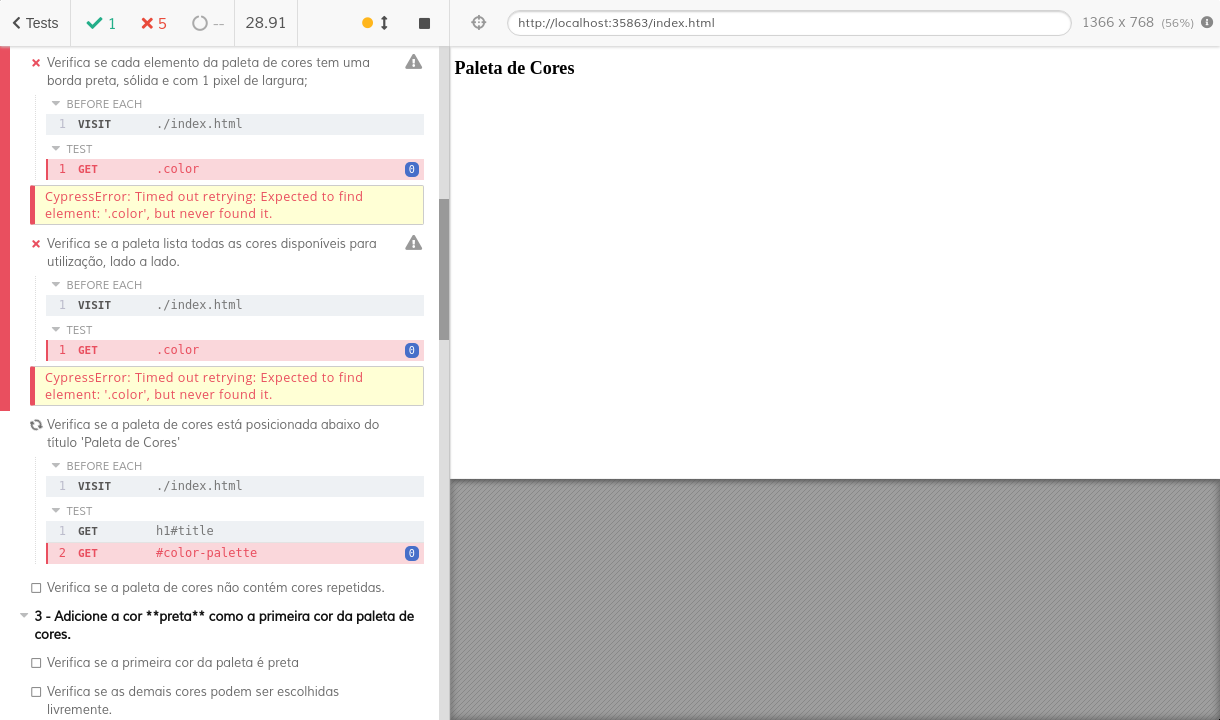 Tests 1 5 -- 28.91 http://localhost:35863/index.html 1366 x 768 (56%)
Verifica se cada elemento da paleta de cores tem uma
borda preta, sólida e com 1 pixel de largura;
BEFORE EACH
1 VISIT ./index.html
TEST
1 GET .color 0
CypressError: Timed out retrying: Expected to find
element: '.color', but never found it.
Verifica se a paleta lista todas as cores disponíveis para
utilização, lado a lado.
BEFORE EACH
1 VISIT ./index.html
TEST
1 GET .color 0
CypressError: Timed out retrying: Expected to find
element: '.color', but never found it.
Verifica se a paleta de cores está posicionada abaixo do
título 'Paleta de Cores'
BEFORE EACH
1 VISIT ./index.html
TEST
1 GET h1#title
2 GET #color-palette 0
Verifica se a paleta de cores não contém cores repetidas.
3 - Adicione a cor **preta** como a primeira cor da paleta de
cores.
Verifica se a primeira cor da paleta é preta
Verifica se as demais cores podem ser escolhidas
livremente.
Paleta de Cores